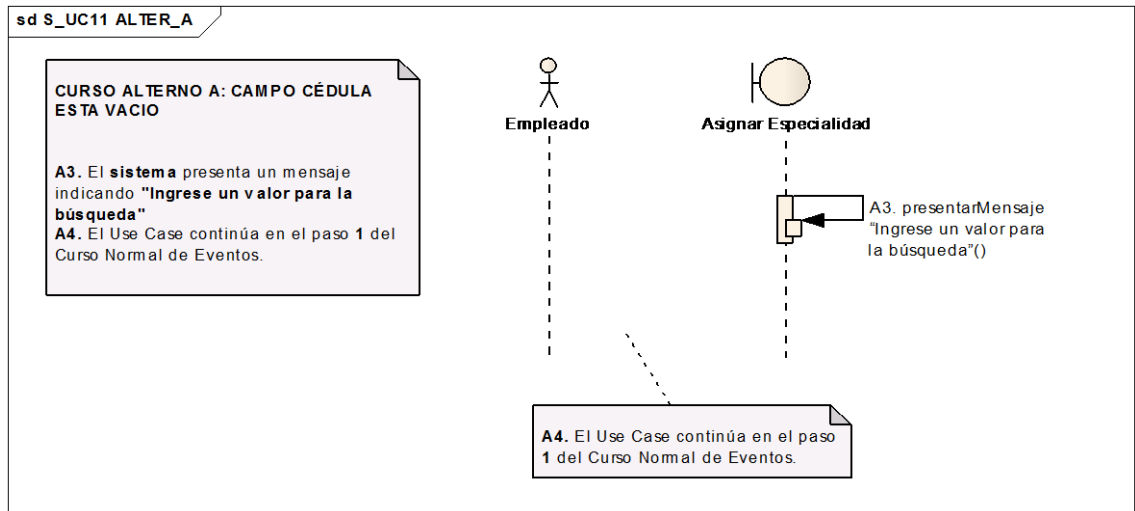 sd S_UC11 ALTER_A
CURSO ALTERNO A: CAMPO CÉDULA
ESTA VACIO
A3. El sistema presenta un mensaje
indicando "Ingrese un valor para la
búsqueda"
A4. El Use Case continúa en el paso 1 del
Curso Normal de Eventos.
Empleado
Asignar Especialidad
A3. presentarMensaje
“Ingrese un valor para
la búsqueda”()
A4. El Use Case continúa en el paso
1 del Curso Normal de Eventos.